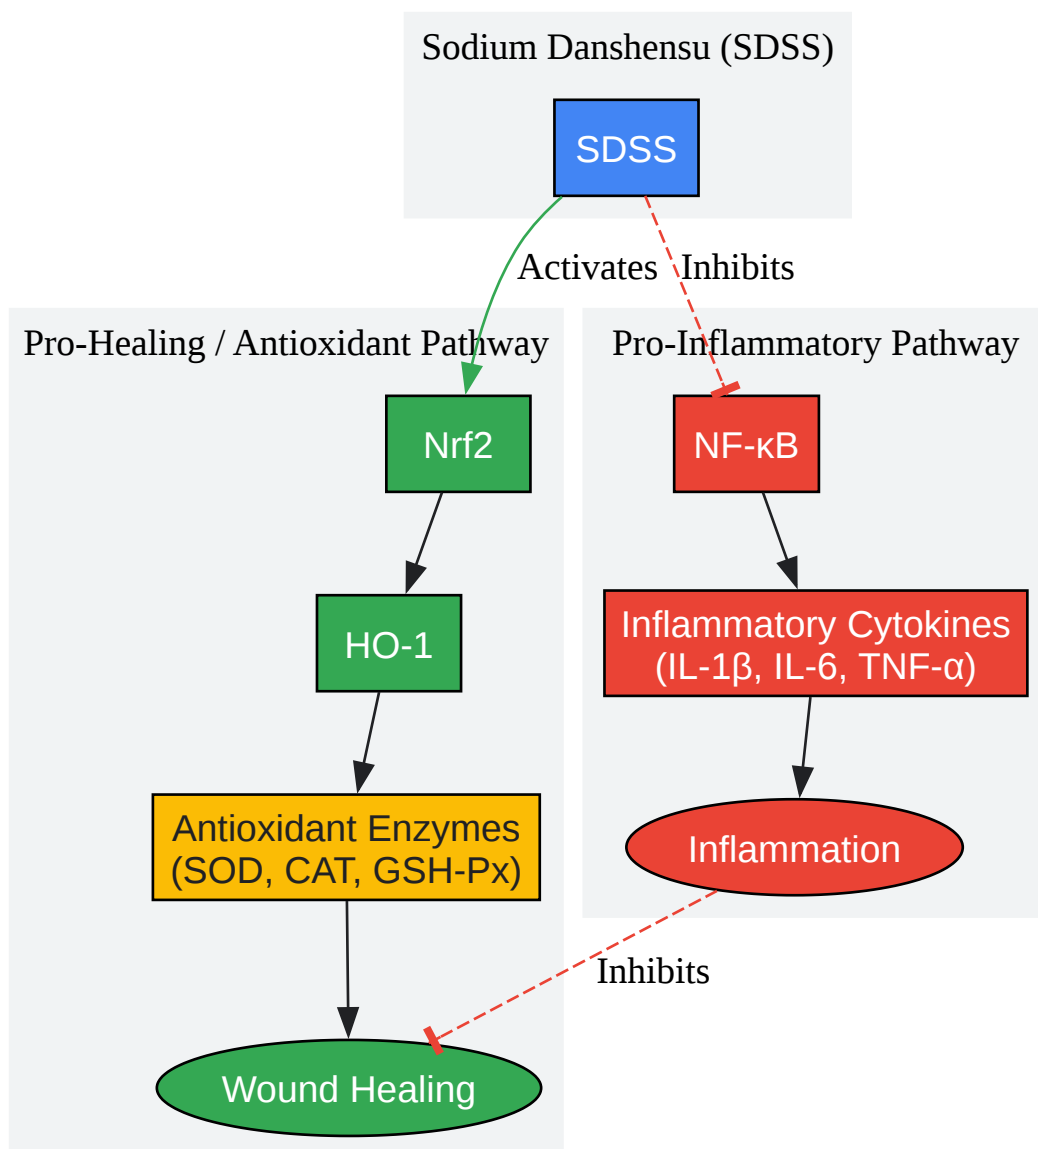 Sodium Danshensu (SDSS)
SDSS
Activates
Inhibits
Pro-Healing / Antioxidant Pathway
Pro-Inflammatory Pathway
Nrf2
NF-κB
HO-1
Inflammatory Cytokines
(IL-1β, IL-6, TNF-α)
Antioxidant Enzymes
(SOD, CAT, GSH-Px)
Inflammation
Inhibits
Wound Healing